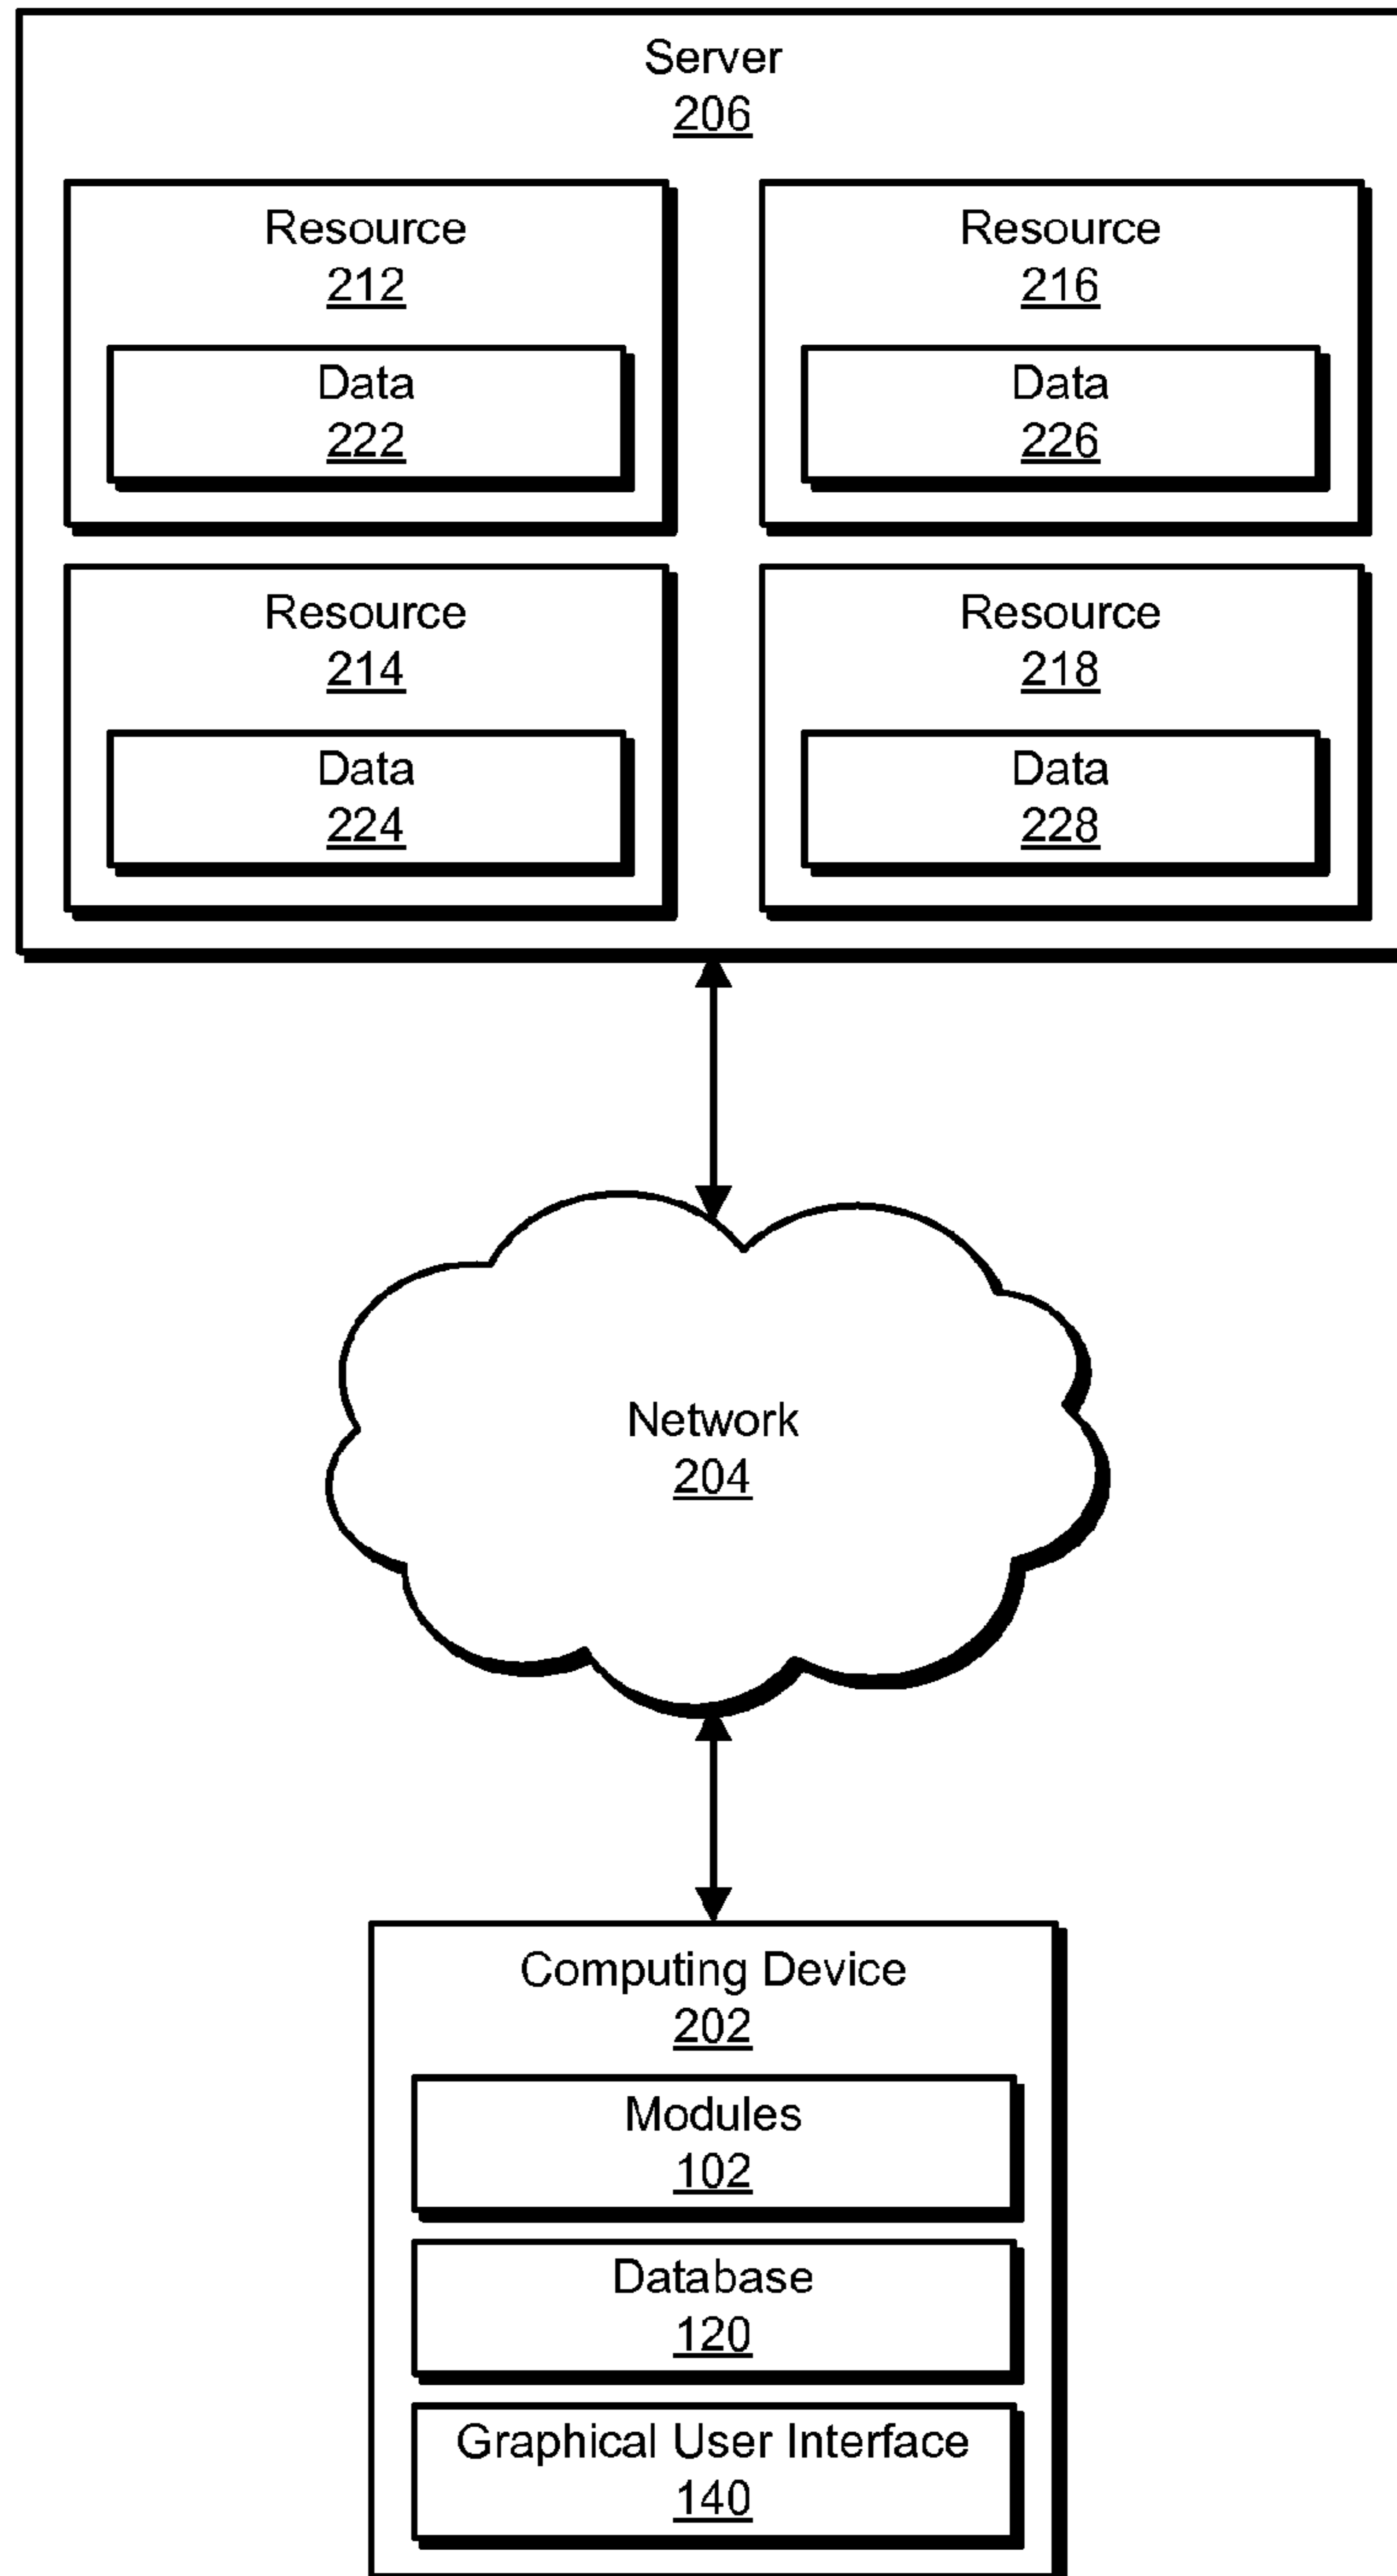 Server
206
Resource
212
Data
222
Resource
216
Data
226
Resource
214
Data
224
Resource
218
Data
228
Network
204
Computing Device
202
Modules
102
Database
120
Graphical User Interface
140